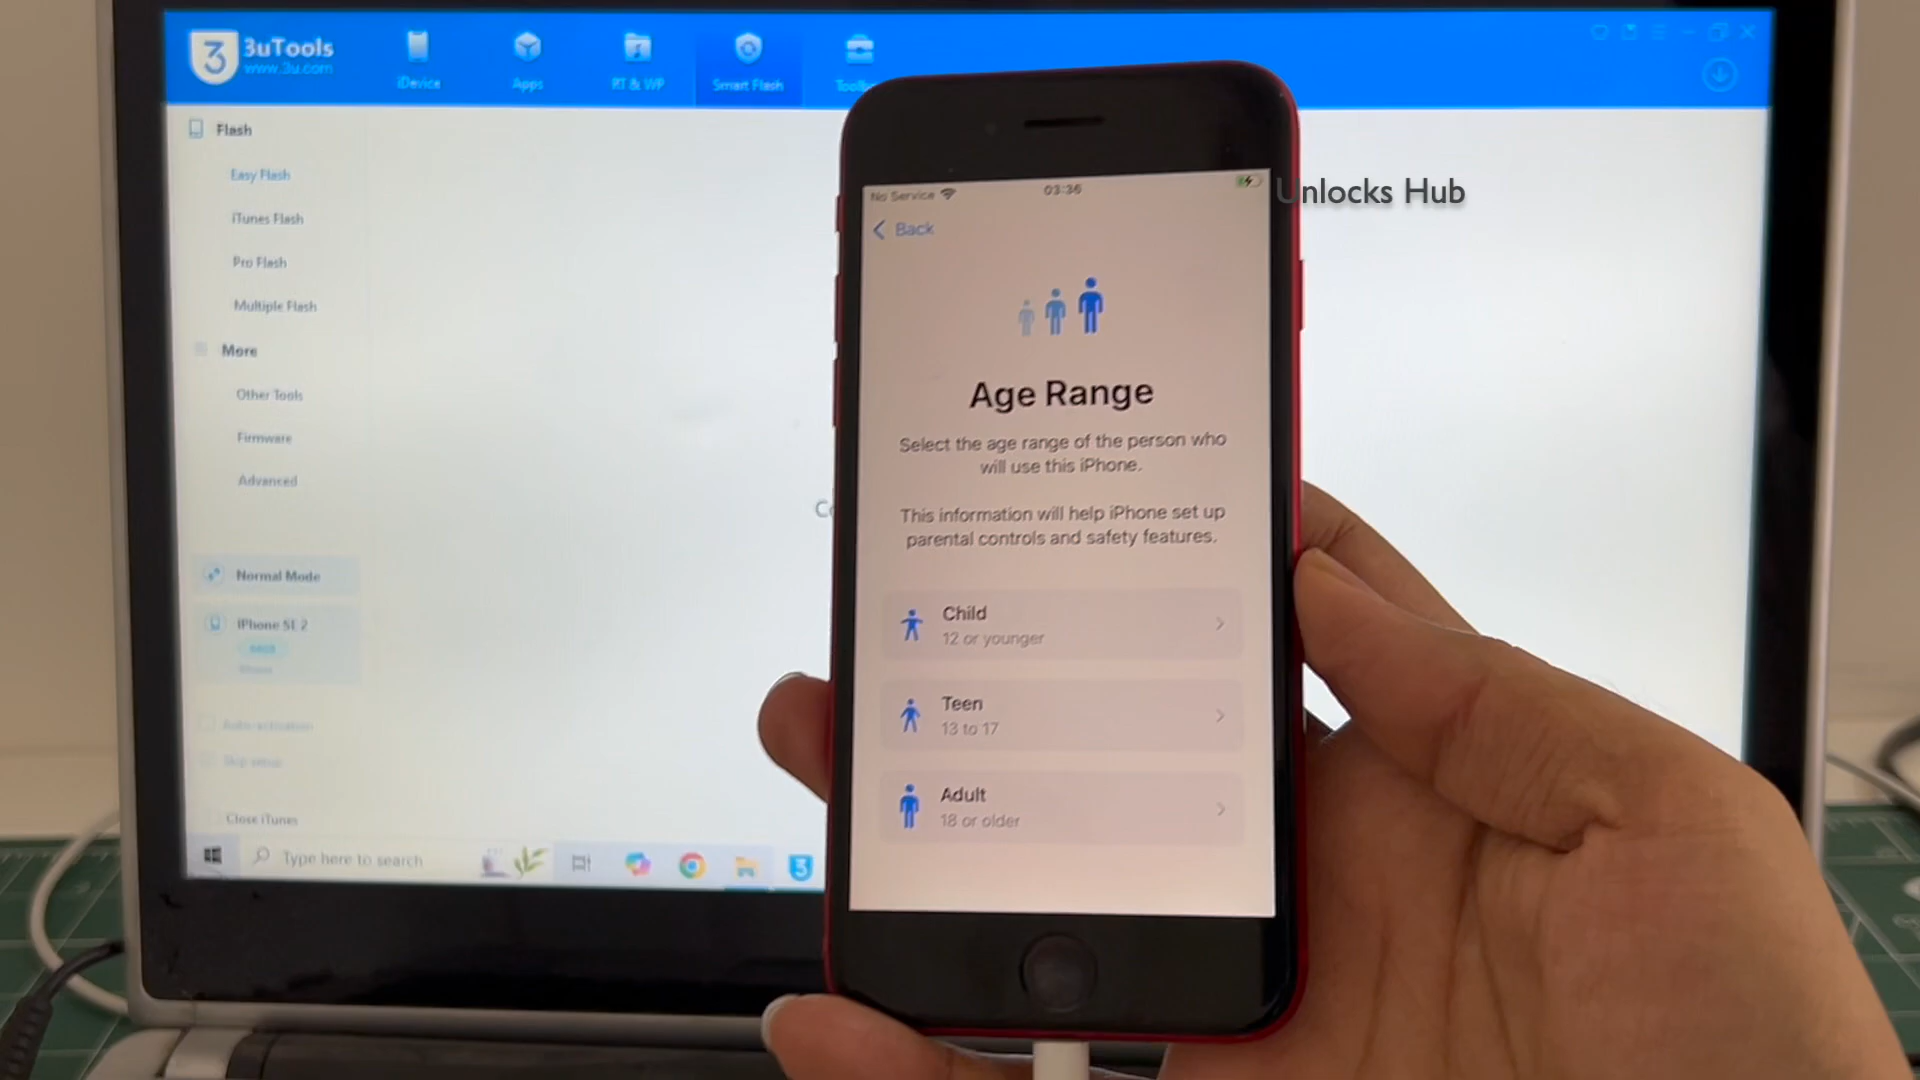 3uTools
www.3u.com
iDevice
Apps
RT & WP
Smart Flash
Flash
Easy Flash
iTunes Flash
Pro Flash
Multiple Flash
More
Other Tools
Firmware
Advanced
Normal Mode
iPhone SE 2
Skip setup
Close iTunes
Type here to search
No Service
03:36
Unlocks Hub
Back
Age Range
Select the age range of the person who
will use this iPhone.
This information will help iPhone set up
parental controls and safety features.
Child
12 or younger
Teen
13 to 17
Adult
18 or older